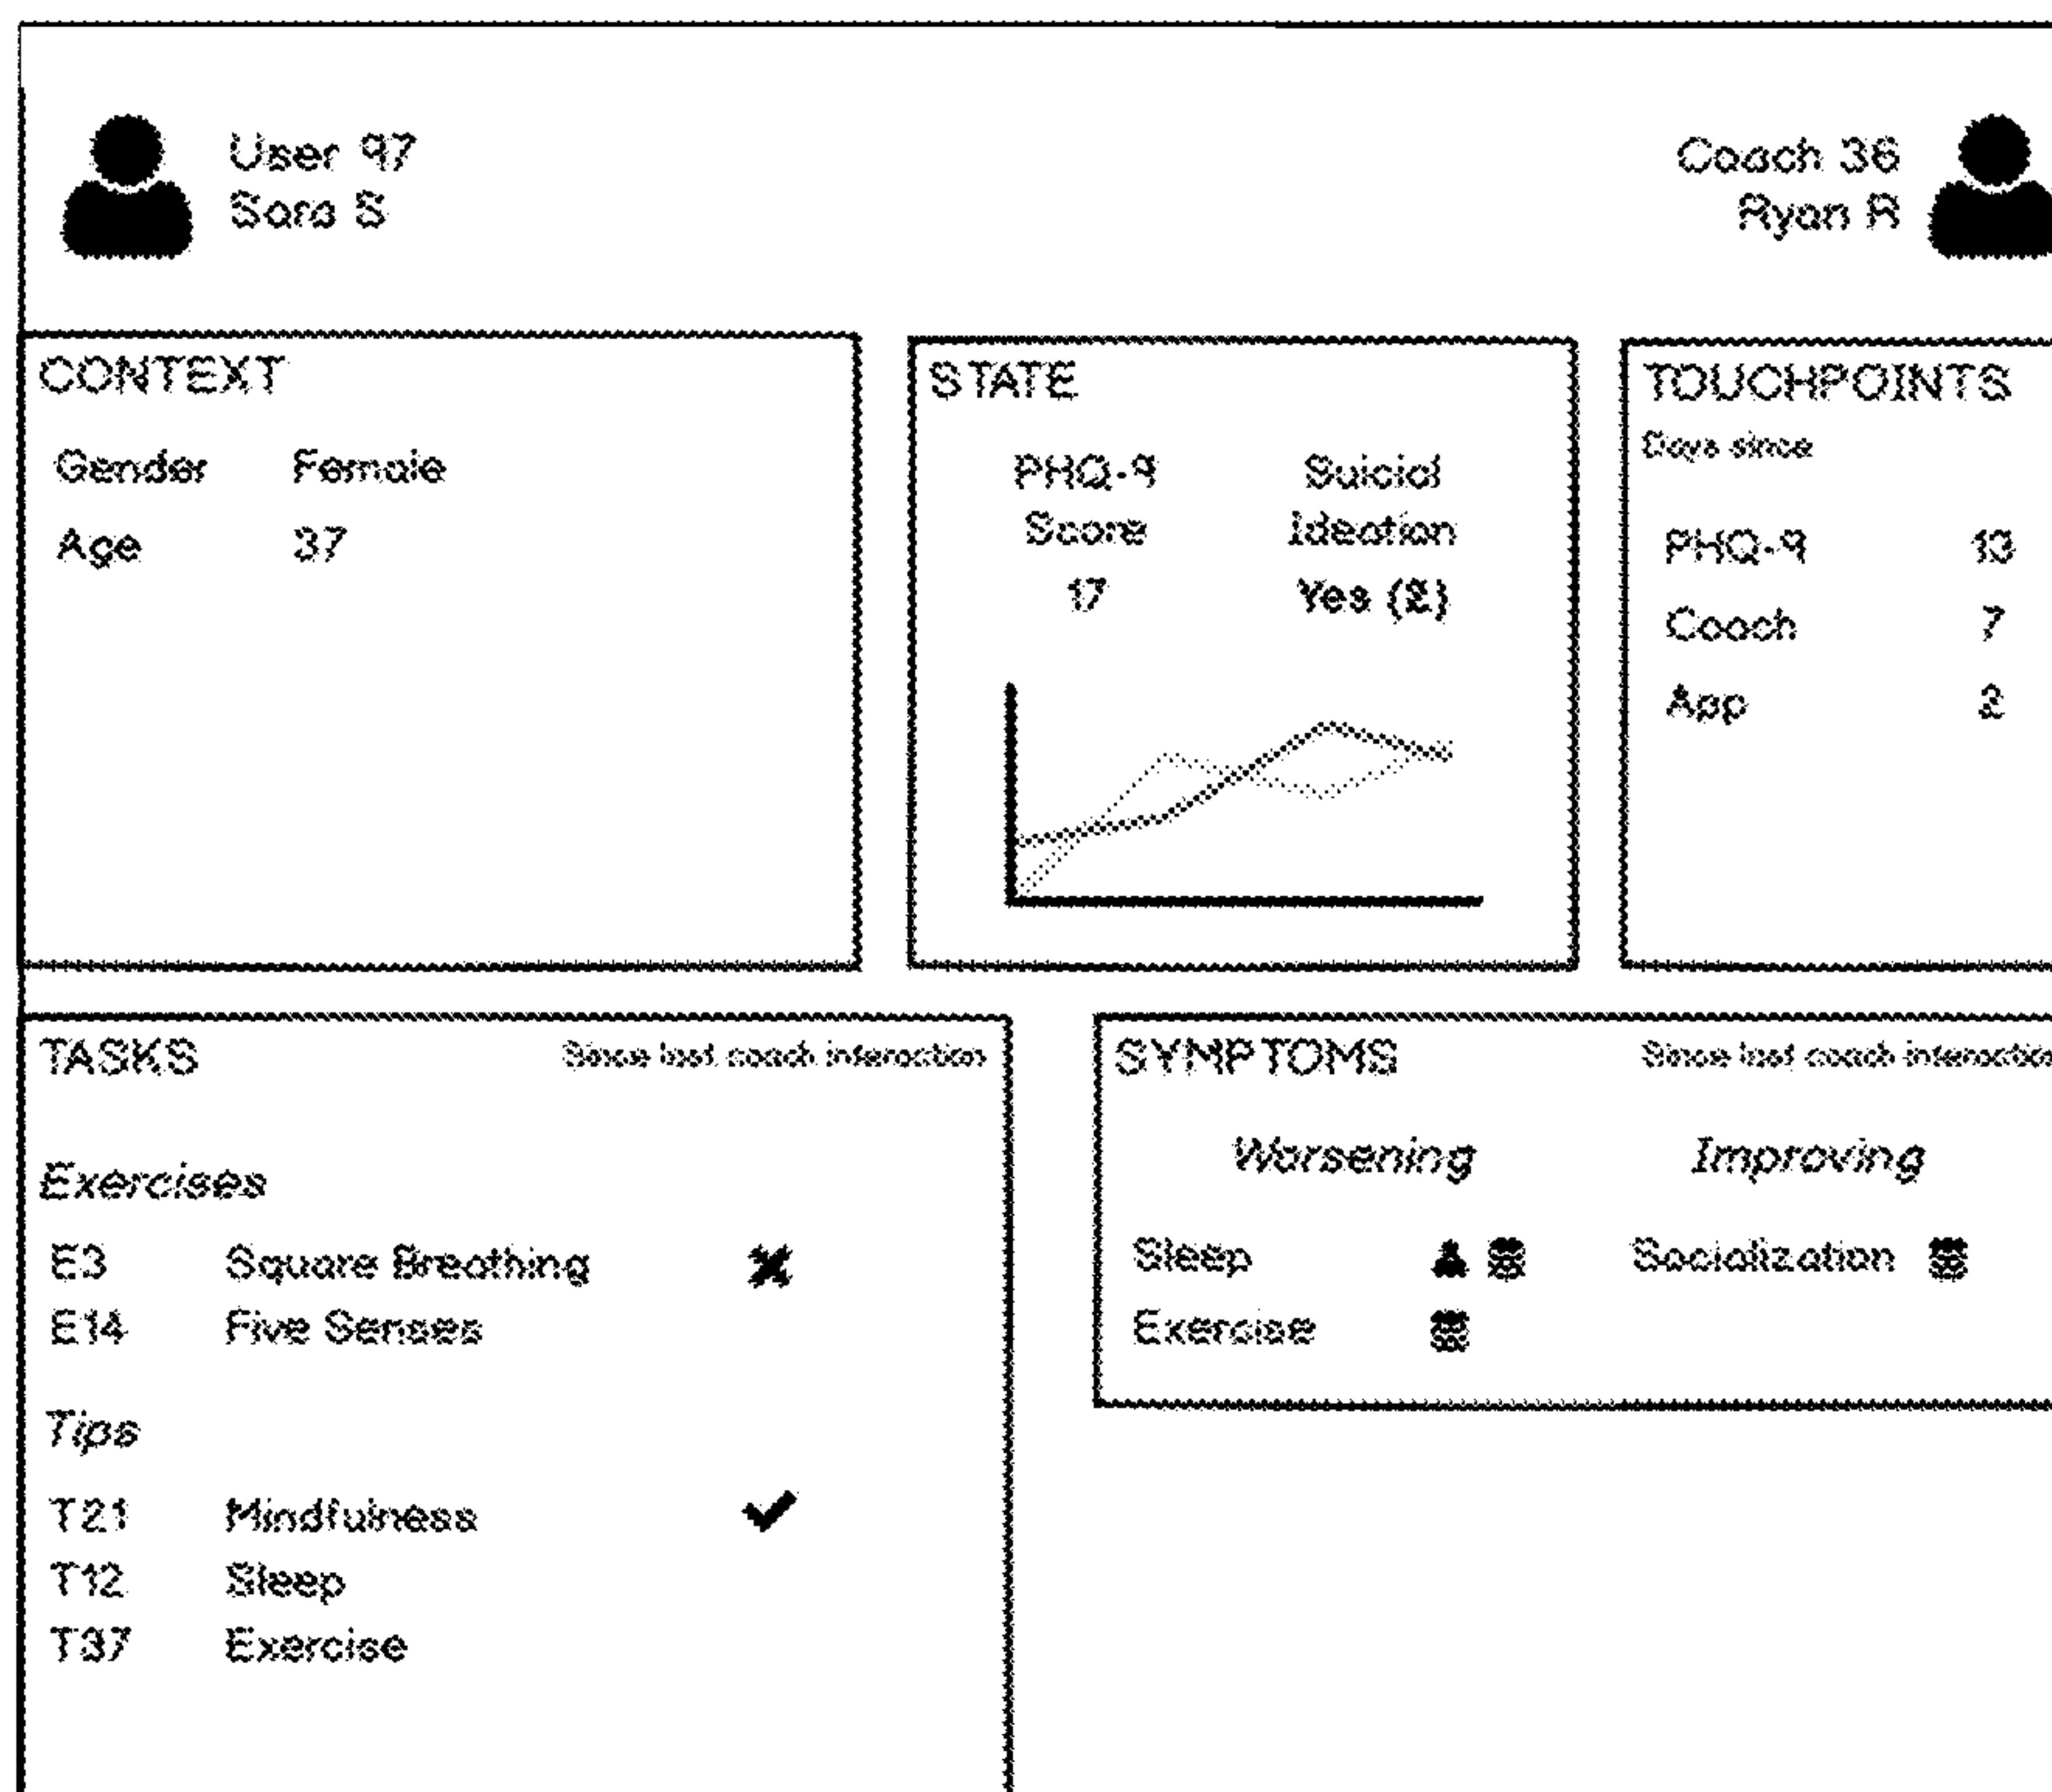 User 97
Sara S
Coach 36
Ryan R
CONTEXT
Gender Female
Age 37
STATE
PHQ-9 Suicial
Score Ideation
17 Yes (2)
TOUCHPOINTS
Days since
PHQ-9 13
Coach 7
App 2
TASKS Since last coach interaction
Exercises
E3 Square Breathing
E14 Five Senses
Tips
T21 Mindfulness
T12 Sleep
T37 Exercise
SYMPTOMS Since last coach interaction
Worsening Improving
Sleep Socialization
Exercise